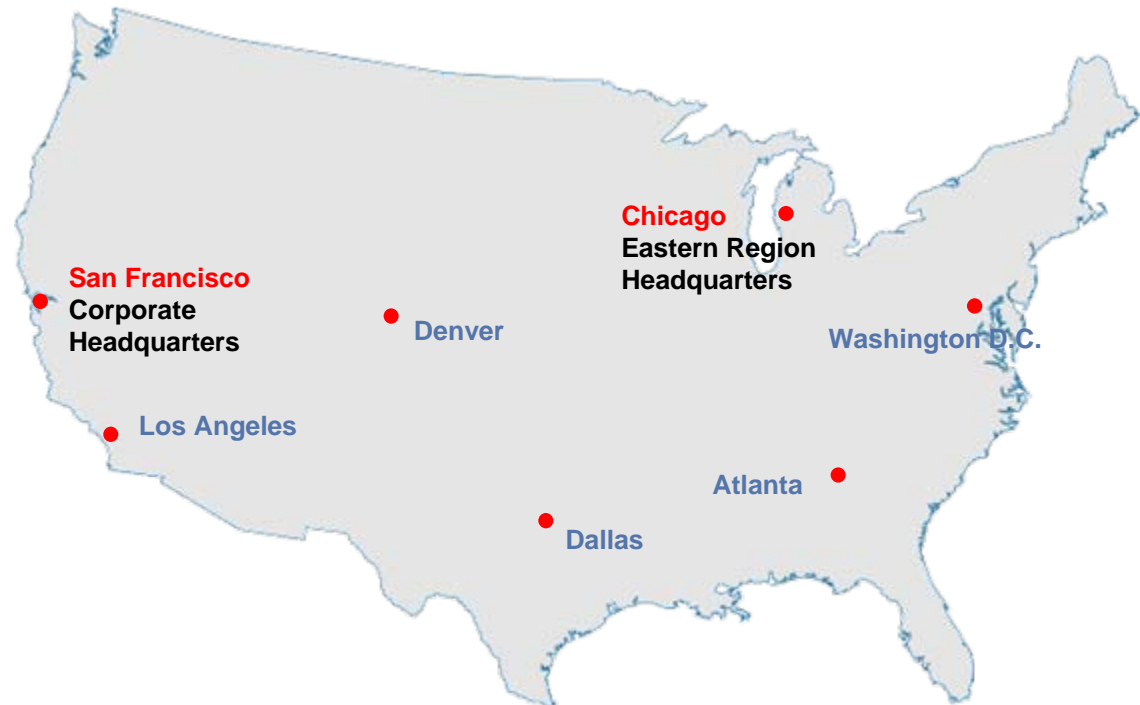 Chicago
Eastern Region
Headquarters
San Francisco
Corporate
Headquarters
Denver
Washington D.C.
Los Angeles
Atlanta
Dallas